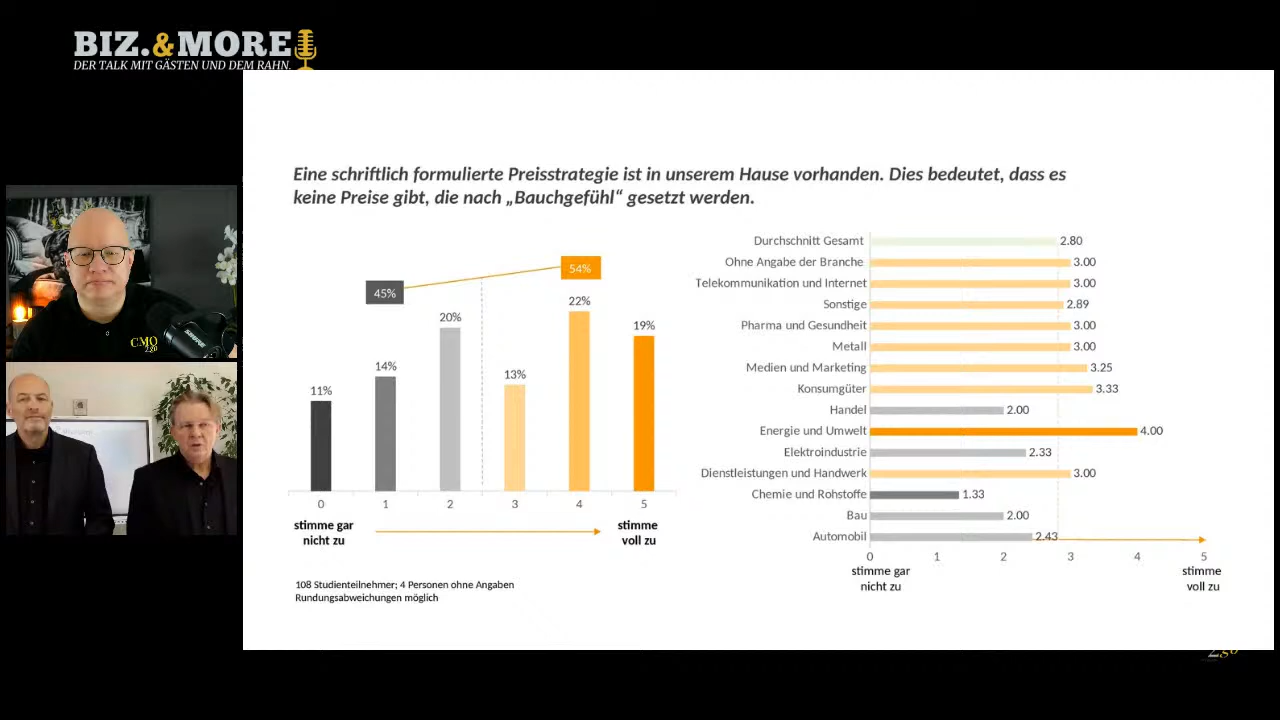 BIZ.&MORE
DER TALK MIT GÄSTEN UND DEM RAHN.
Eine schriftlich formulierte Preisstrategie ist in unserem Hause vorhanden. Dies bedeutet, dass es
keine Preise gibt, die nach „Bauchgefühl“ gesetzt werden.
45%
54%
11%
14%
20%
13%
22%
19%
0 1 2 3 4 5
stimme gar
nicht zu
stimme
voll zu
108 Studienteilnehmer; 4 Personen ohne Angaben
Rundungsabweichungen möglich
Durchschnitt Gesamt 2.80
Ohne Angabe der Branche 3.00
Telekommunikation und Internet 3.00
Sonstige 2.89
Pharma und Gesundheit 3.00
Metall 3.00
Medien und Marketing 3.25
Konsumgüter 3.33
Handel 2.00
Energie und Umwelt 4.00
Elektroindustrie 2.33
Dienstleistungen und Handwerk 3.00
Chemie und Rohstoffe 1.33
Bau 2.00
Automobil 2.43
0 1 2 3 4 5
stimme gar
nicht zu
stimme
voll zu
CMO
2go